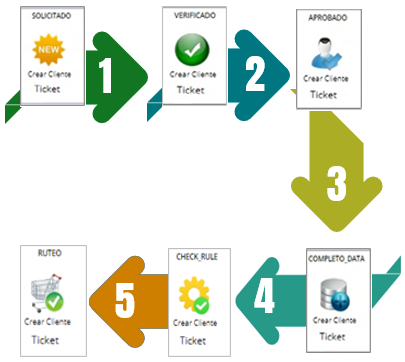 SOLICITADO
NEW
Crear Cliente
Ticket
1
VERIFICADO
Crear Cliente
Ticket
2
APROBADO
Crear Cliente
Ticket
3
COMPLETO_DATA
Crear Cliente
Ticket
4
CHECK_RULE
Crear Cliente
Ticket
5
RUTEO
Crear Cliente
Ticket